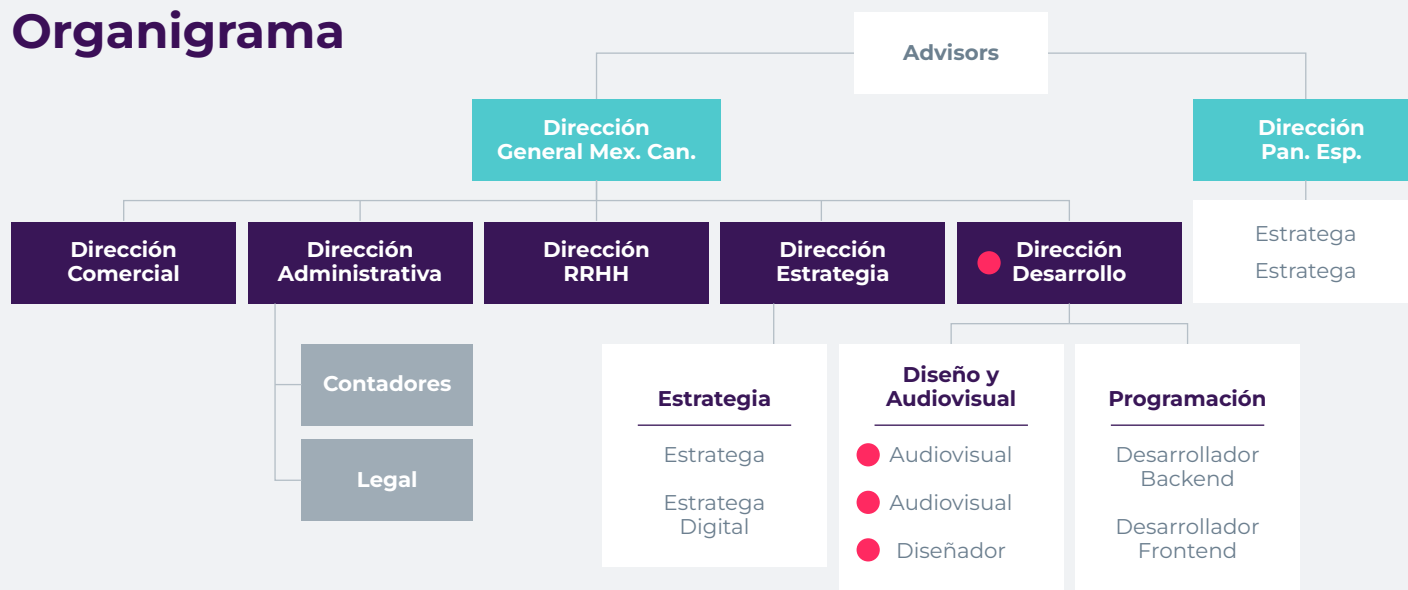 Organigrama
Advisors
Dirección
General Mex. Can.
Dirección
Pan. Esp.
Dirección
Comercial
Dirección
Administrativa
Dirección
RRHH
Dirección
Estrategia
Dirección
Desarrollo
Estratega
Estratega
Contadores
Legal
Estrategia
Estratega
Estratega
Digital
Diseño y
Audiovisual
Audiovisual
Audiovisual
Diseñador
Programación
Desarrollador
Backend
Desarrollador
Frontend